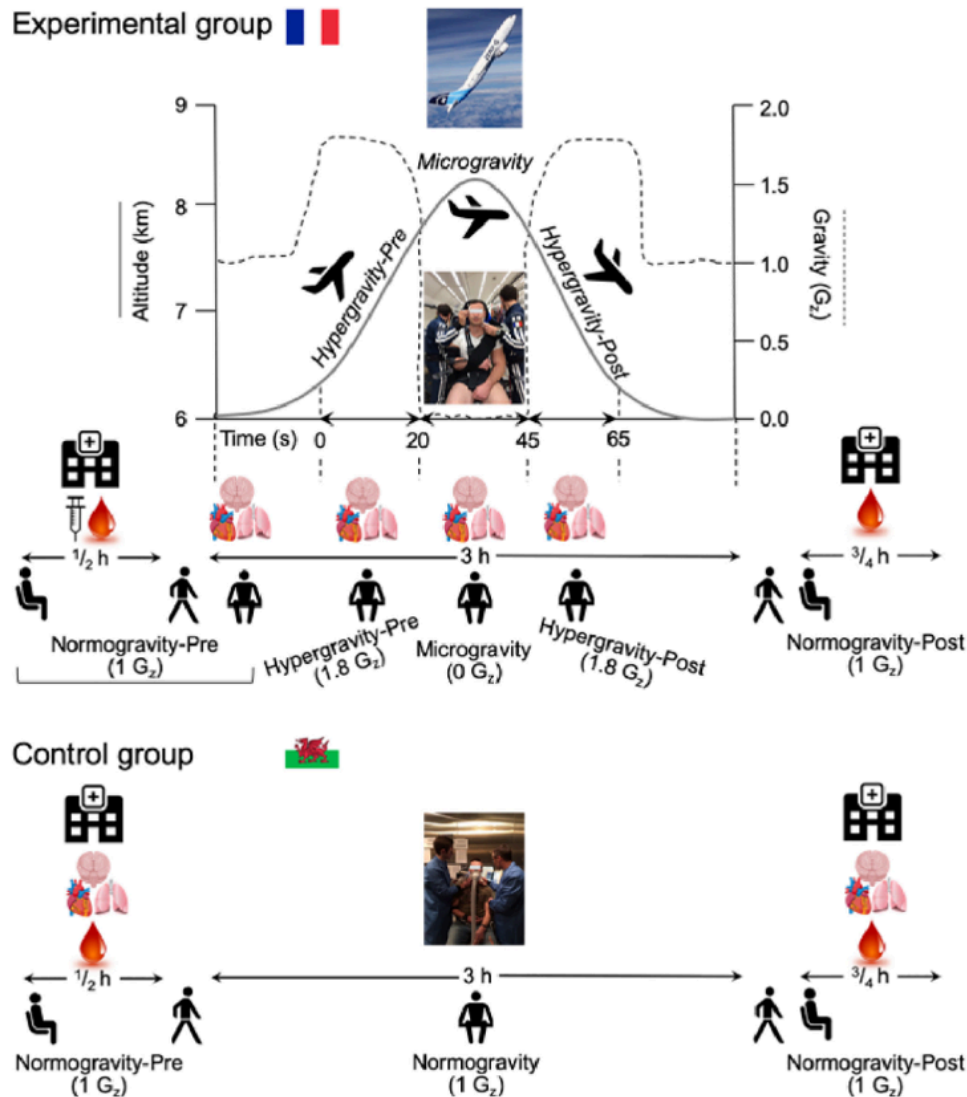 Experimental group
9
8
7
6
Altitude (km)
2.0
1.5
1.0
0.5
0.0
Gravity (Gz)
Microgravity
Hypergravity-Pre
Hypergravity-Post
Time (s) 0 20 45 65
1/2 h
3 h
3/4 h
Normogravity-Pre
(1 Gz)
Hypergravity-Pre
(1.8 Gz)
Microgravity
(0 Gz)
Hypergravity-Post
(1.8 Gz)
Normogravity-Post
(1 Gz)
Control group
1/2 h
3 h
3/4 h
Normogravity-Pre
(1 Gz)
Normogravity
(1 Gz)
Normogravity-Post
(1 Gz)